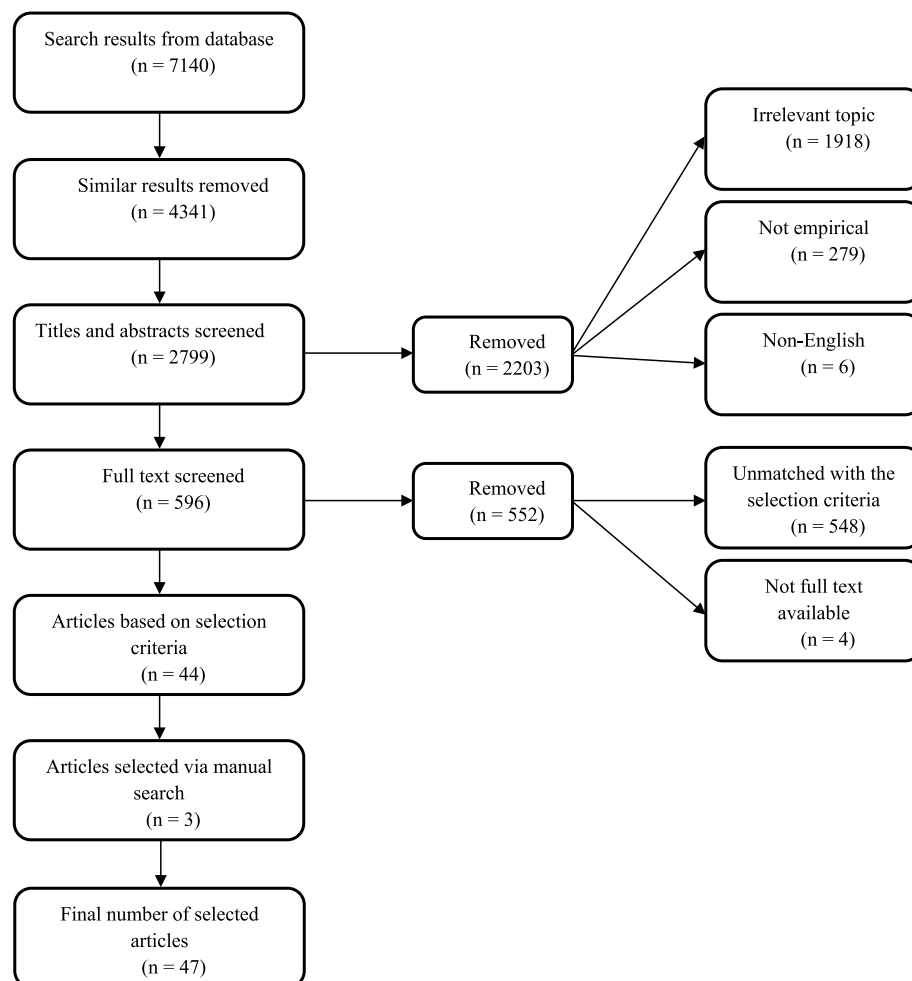 Search results from database
(n = 7140)
Similar results removed
(n = 4341)
Titles and abstracts screened
(n = 2799)
Removed
(n = 2203)
Irrelevant topic
(n = 1918)
Not empirical
(n = 279)
Non-English
(n = 6)
Full text screened
(n = 596)
Removed
(n = 552)
Unmatched with the
selection criteria
(n = 548)
Not full text
available
(n = 4)
Articles based on selection
criteria
(n = 44)
Articles selected via manual
search
(n = 3)
Final number of selected
articles
(n = 47)